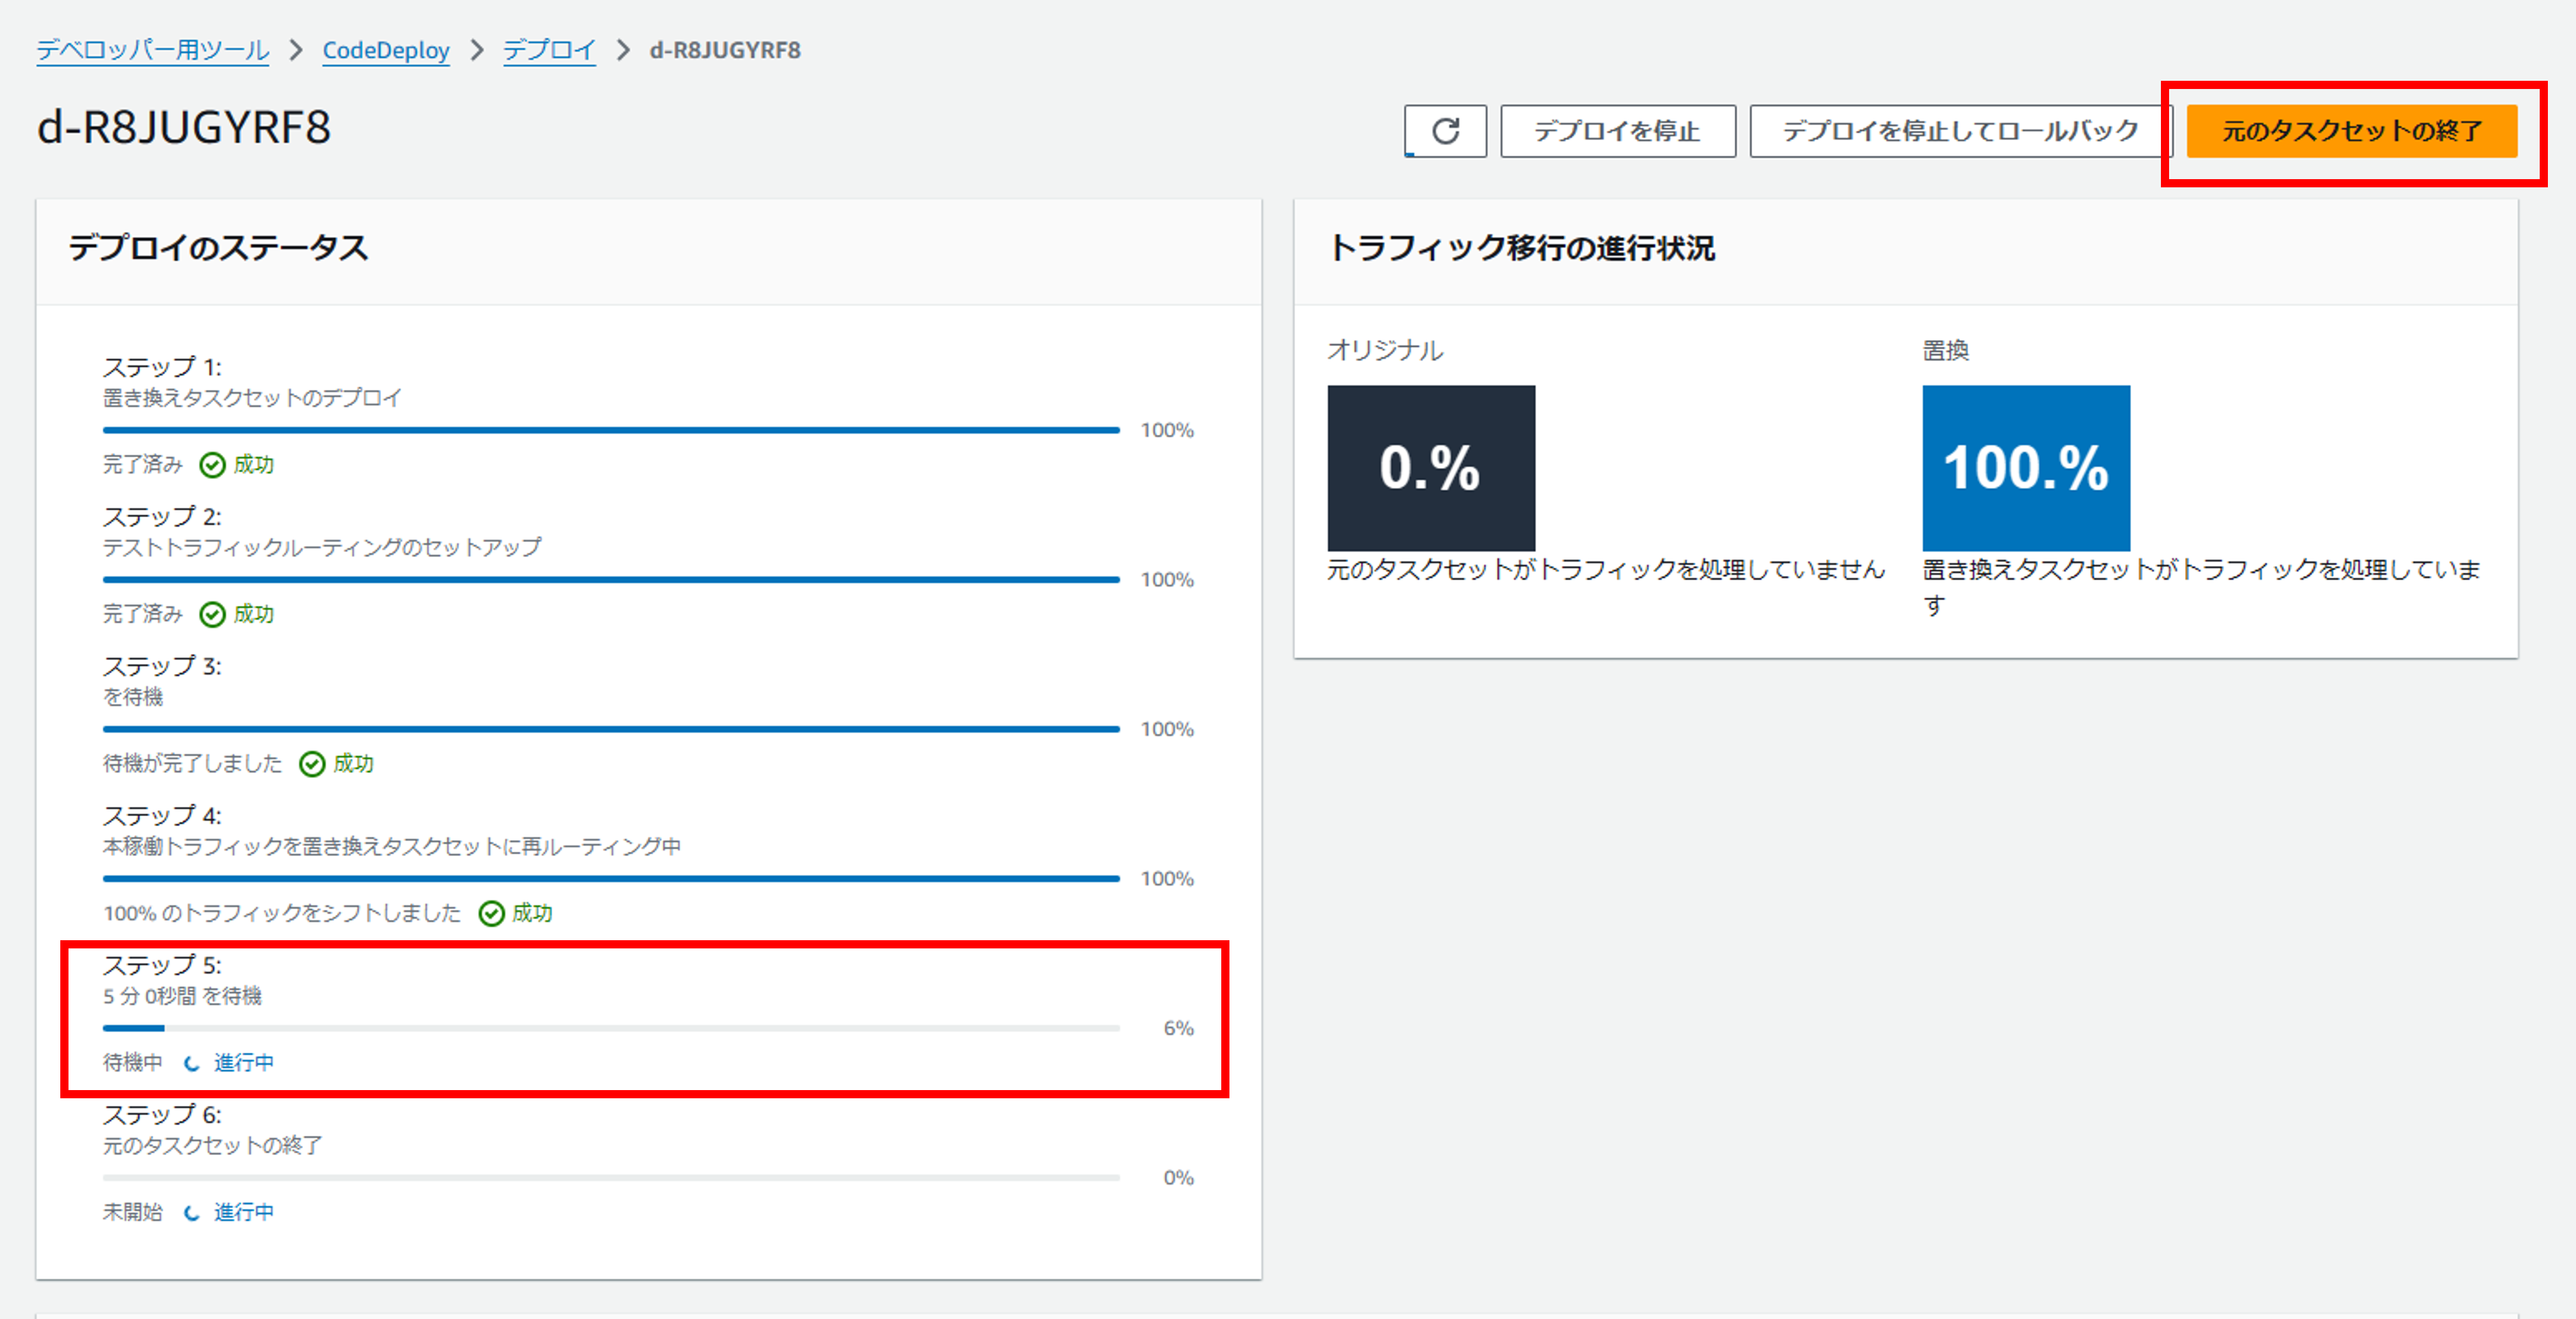 デベロッパー用ツール > CodeDeploy > デプロイ > d-R8JUGYRF8
d-R8JUGYRF8
デプロイを停止
デプロイを停止してロールバック
元のタスクセットの終了
デプロイのステータス
ステップ 1:
置き換えタスクセットのデプロイ
100%
完了済み 成功
ステップ 2:
テストトラフィックルーティングのセットアップ
100%
完了済み 成功
ステップ 3:
を待機
100%
待機が完了しました 成功
ステップ 4:
本稼働トラフィックを置き換えタスクセットに再ルーティング中
100%
100% のトラフィックをシフトしました 成功
ステップ 5:
5 分 0秒間 を待機
6%
待機中 進行中
ステップ 6:
元のタスクセットの終了
0%
未開始 進行中
トラフィック移行の進行状況
オリジナル
0.%
元のタスクセットがトラフィックを処理していません
置換
100.%
置き換えタスクセットがトラフィックを処理していま
す